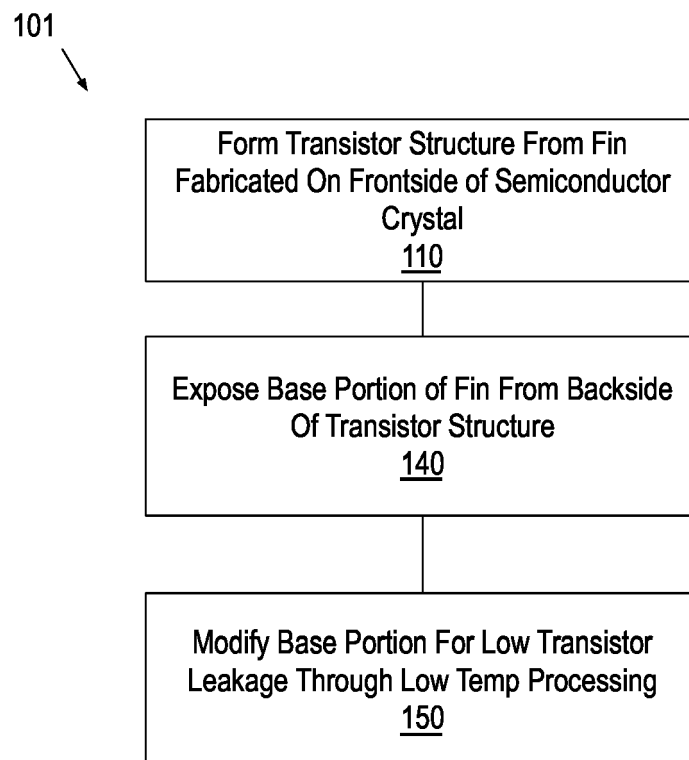 101
Form Transistor Structure From Fin
Fabricated On Frontside of Semiconductor
Crystal
110
Expose Base Portion of Fin From Backside
Of Transistor Structure
140
Modify Base Portion For Low Transistor
Leakage Through Low Temp Processing
150